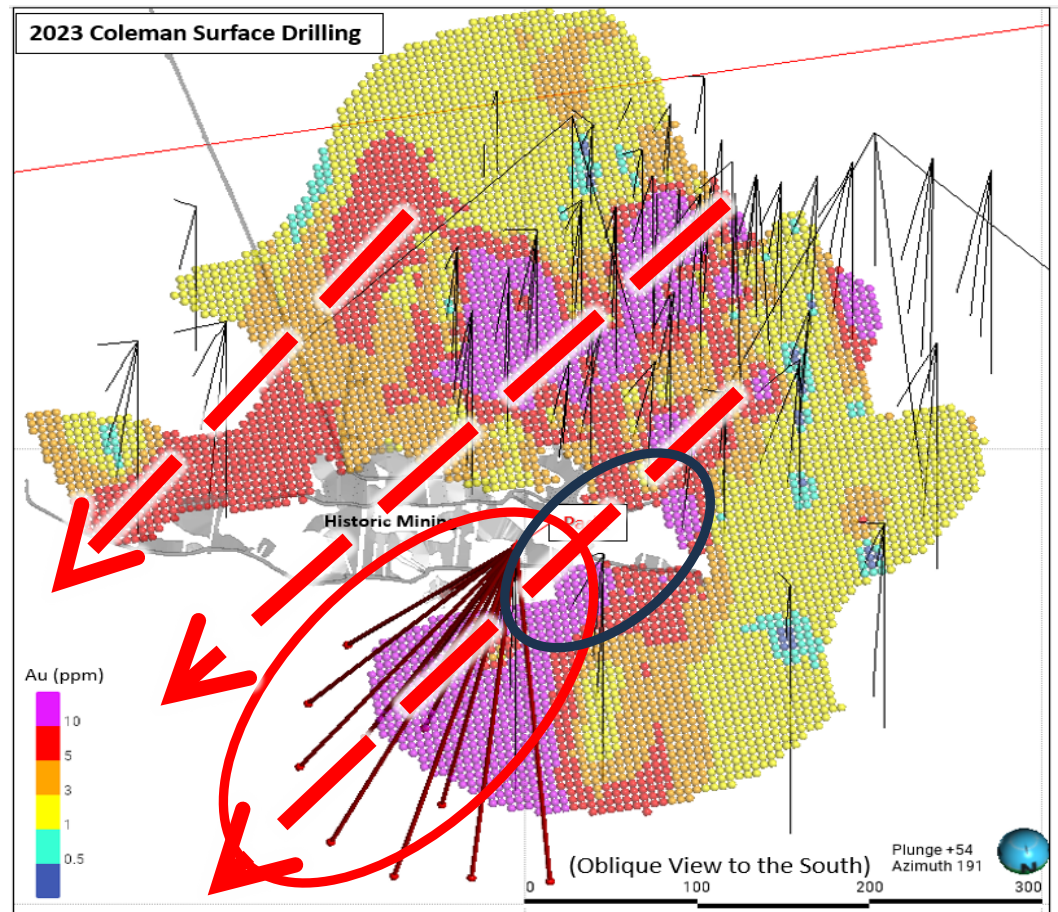 2023 Coleman Surface Drilling
Historic Mining
Au (ppm)
10
5
3
1
0.5
(Oblique View to the South)
Plunge +54
Azimuth 191
0
100
200
300